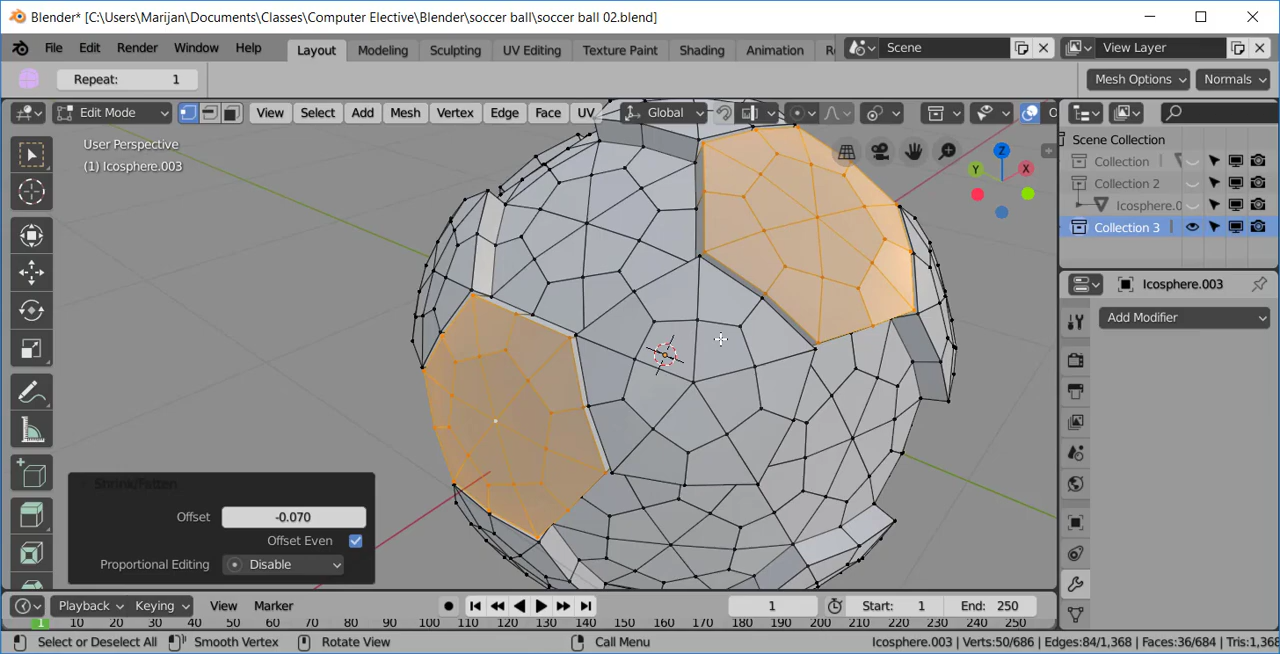 Blender* [C:\Users\Marijan\Documents\Classes\Computer Elective\Blender\soccer ball\soccer ball 02.blend]
File Edit Render Window Help Layout Modeling Sculpting UV Editing Texture Paint Shading Animation R Scene View Layer
Repeat: 1 Mesh Options Normals
Edit Mode View Select Add Mesh Vertex Edge Face UV Global O
User Perspective
(1) Icosphere.003
Z
Y X
Scene Collection
Collection
Collection 2
Icosphere.0
Collection 3
Icosphere.003
Add Modifier
Shrink/Fatten
Offset -0.070
Offset Even
Proportional Editing Disable
Playback Keying View Marker 1 Start: 1 End: 250
1 10 20 30 40 50 60 70 80 90 100 110 120 130 140 150 160 170 180 190 200 210 220 230 240 250
Select or Deselect All Smooth Vertex Rotate View Call Menu Icosphere.003 | Verts:50/686 | Edges:84/1,368 | Faces:36/684 | Tris:1,368